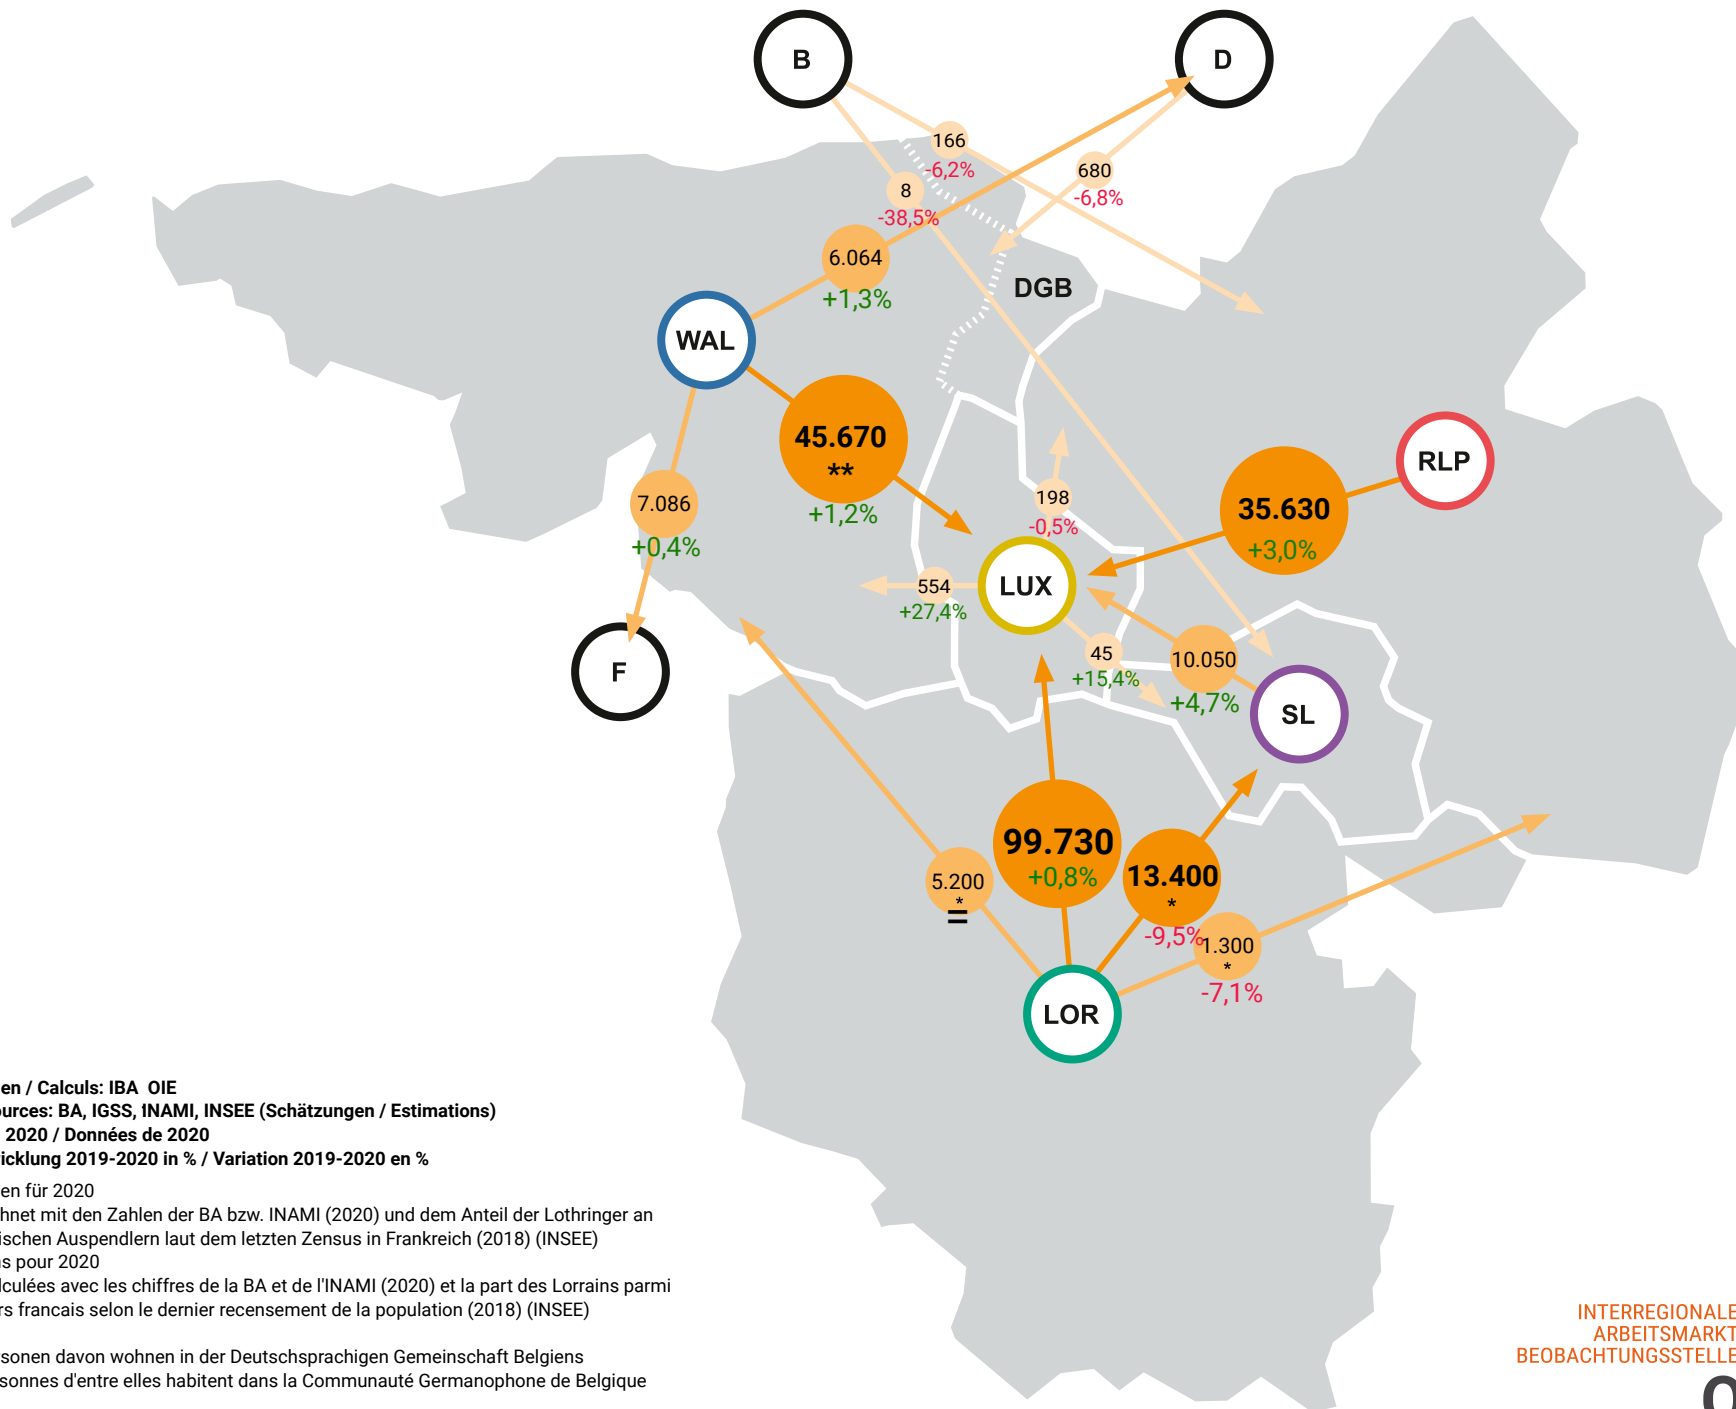 B
D
166
-6,2%
680
-6,8%
8
-38,5%
6.064
+1,3%
DGB
WAL
45.670
**
+1,2%
RLP
35.630
+3,0%
7.086
+0,4%
198
-0,5%
554
+27,4%
LUX
45
+15,4%
10.050
+4,7%
F
SL
99.730
+0,8%
13.400
*
-9,5%
5.200
*
=
1.300
*
-7,1%
LOR
en / Calculs: IBA OIE
urces: BA, IGSS, INAMI, INSEE (Schätzungen / Estimations)
2020 / Données de 2020
icklung 2019-2020 in % / Variation 2019-2020 en %
en für 2020
hnet mit den Zahlen der BA bzw. INAMI (2020) und dem Anteil der Lothringer an
ischen Auspendlern laut dem letzten Zensus in Frankreich (2018) (INSEE)
ns pour 2020
lculées avec les chiffres de la BA et de l'INAMI (2020) et la part des Lorrains parmi
rs francais selon le dernier recensement de la population (2018) (INSEE)
rsonen davon wohnen in der Deutschsprachigen Gemeinschaft Belgiens
rsonnes d'entre elles habitent dans la Communauté Germanophone de Belgique
INTERREGIONALE
ARBEITSMARKT
BEOBACHTUNGSSTELLE